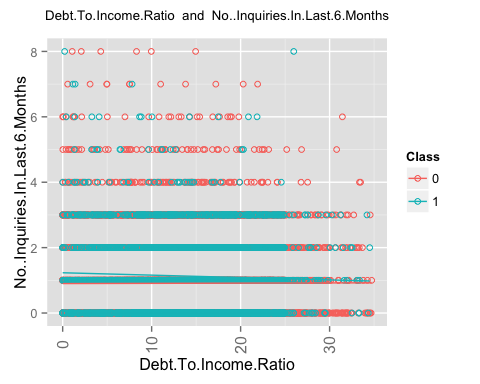 Debt.To.Income.Ratio and No..Inquiries.In.Last.6.Months
No..Inquiries.In.Last.6.Months
8
6
4
2
0
0
10
20
30
Debt.To.Income.Ratio
Class
0
1